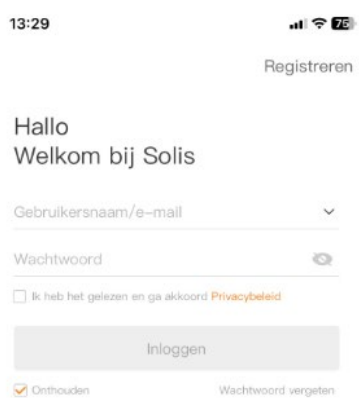 13:29
75
Registreren
Hallo
Welkom bij Solis
Gebruikersnaam/e-mail
Wachtwoord
Ik heb het gelezen en ga akkoord Privacybeleid
Inloggen
Onthouden Wachtwoord vergeten